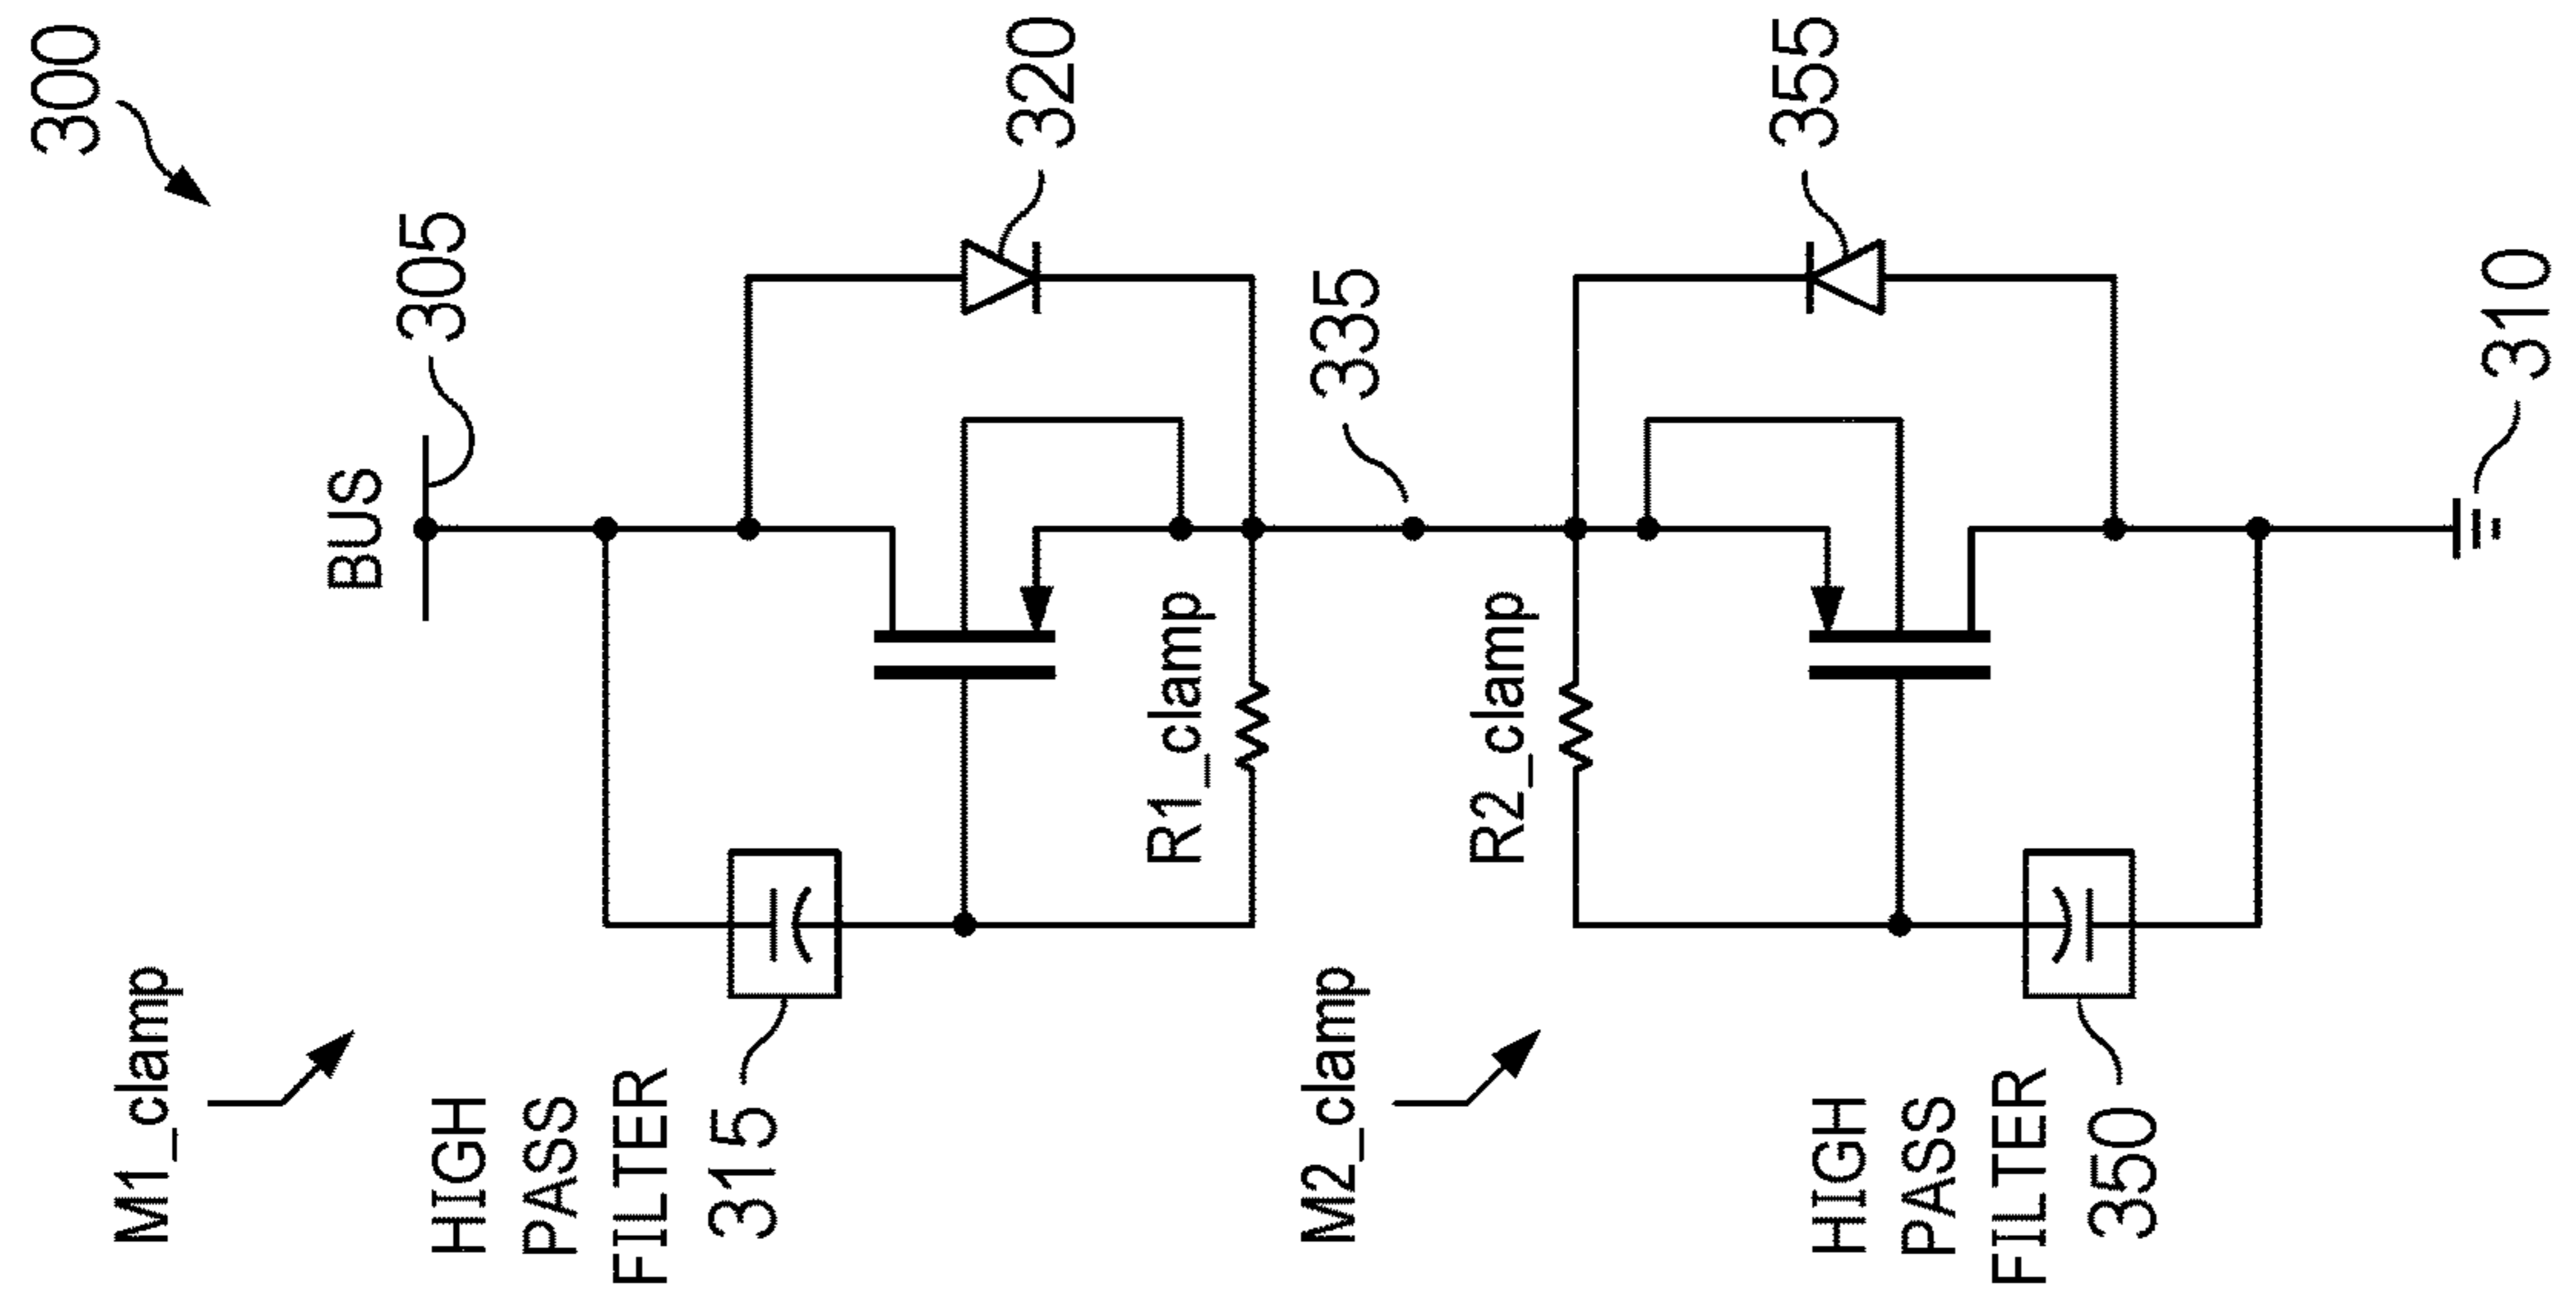 300
M1_clamp
HIGH
PASS
FILTER
315
BUS
305
320
R1_clamp
335
M2_clamp
R2_clamp
355
HIGH
PASS
FILTER
350
310